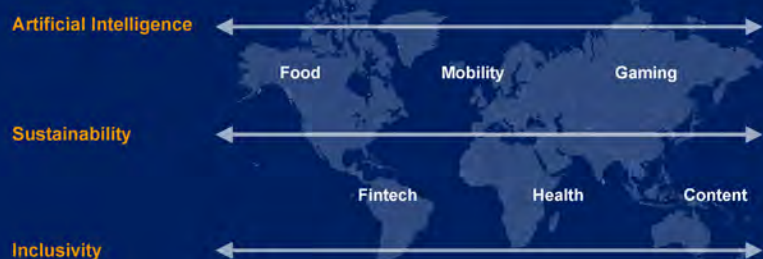 Artificial Intelligence
Food Mobility Gaming
Sustainability
Fintech Health Content
Inclusivity